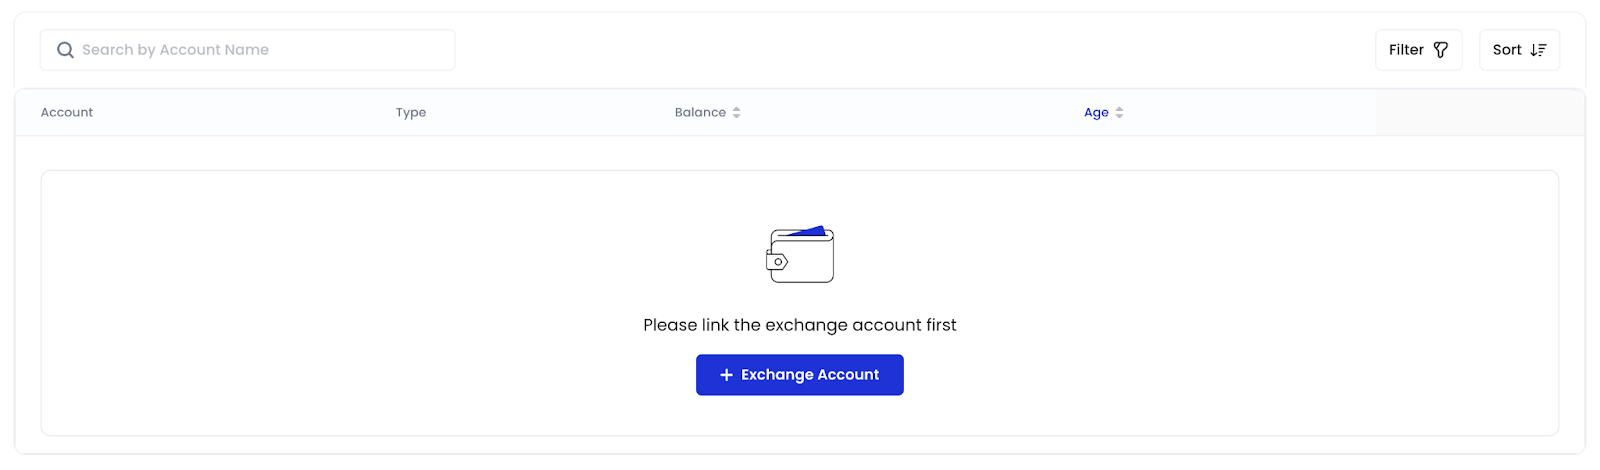 Search by Account Name
Filter
Sort
Account Type Balance Age
Please link the exchange account first
+ Exchange Account